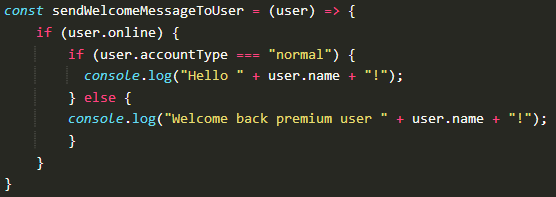 const sendWelcomeMessageToUser = (user) => {
    if (user.online) {
        if (user.accountType === "normal") {
          console.log("Hello " + user.name + "!");
        } else {
        console.log("Welcome back premium user " + user.name + "!");
        }
    }
}